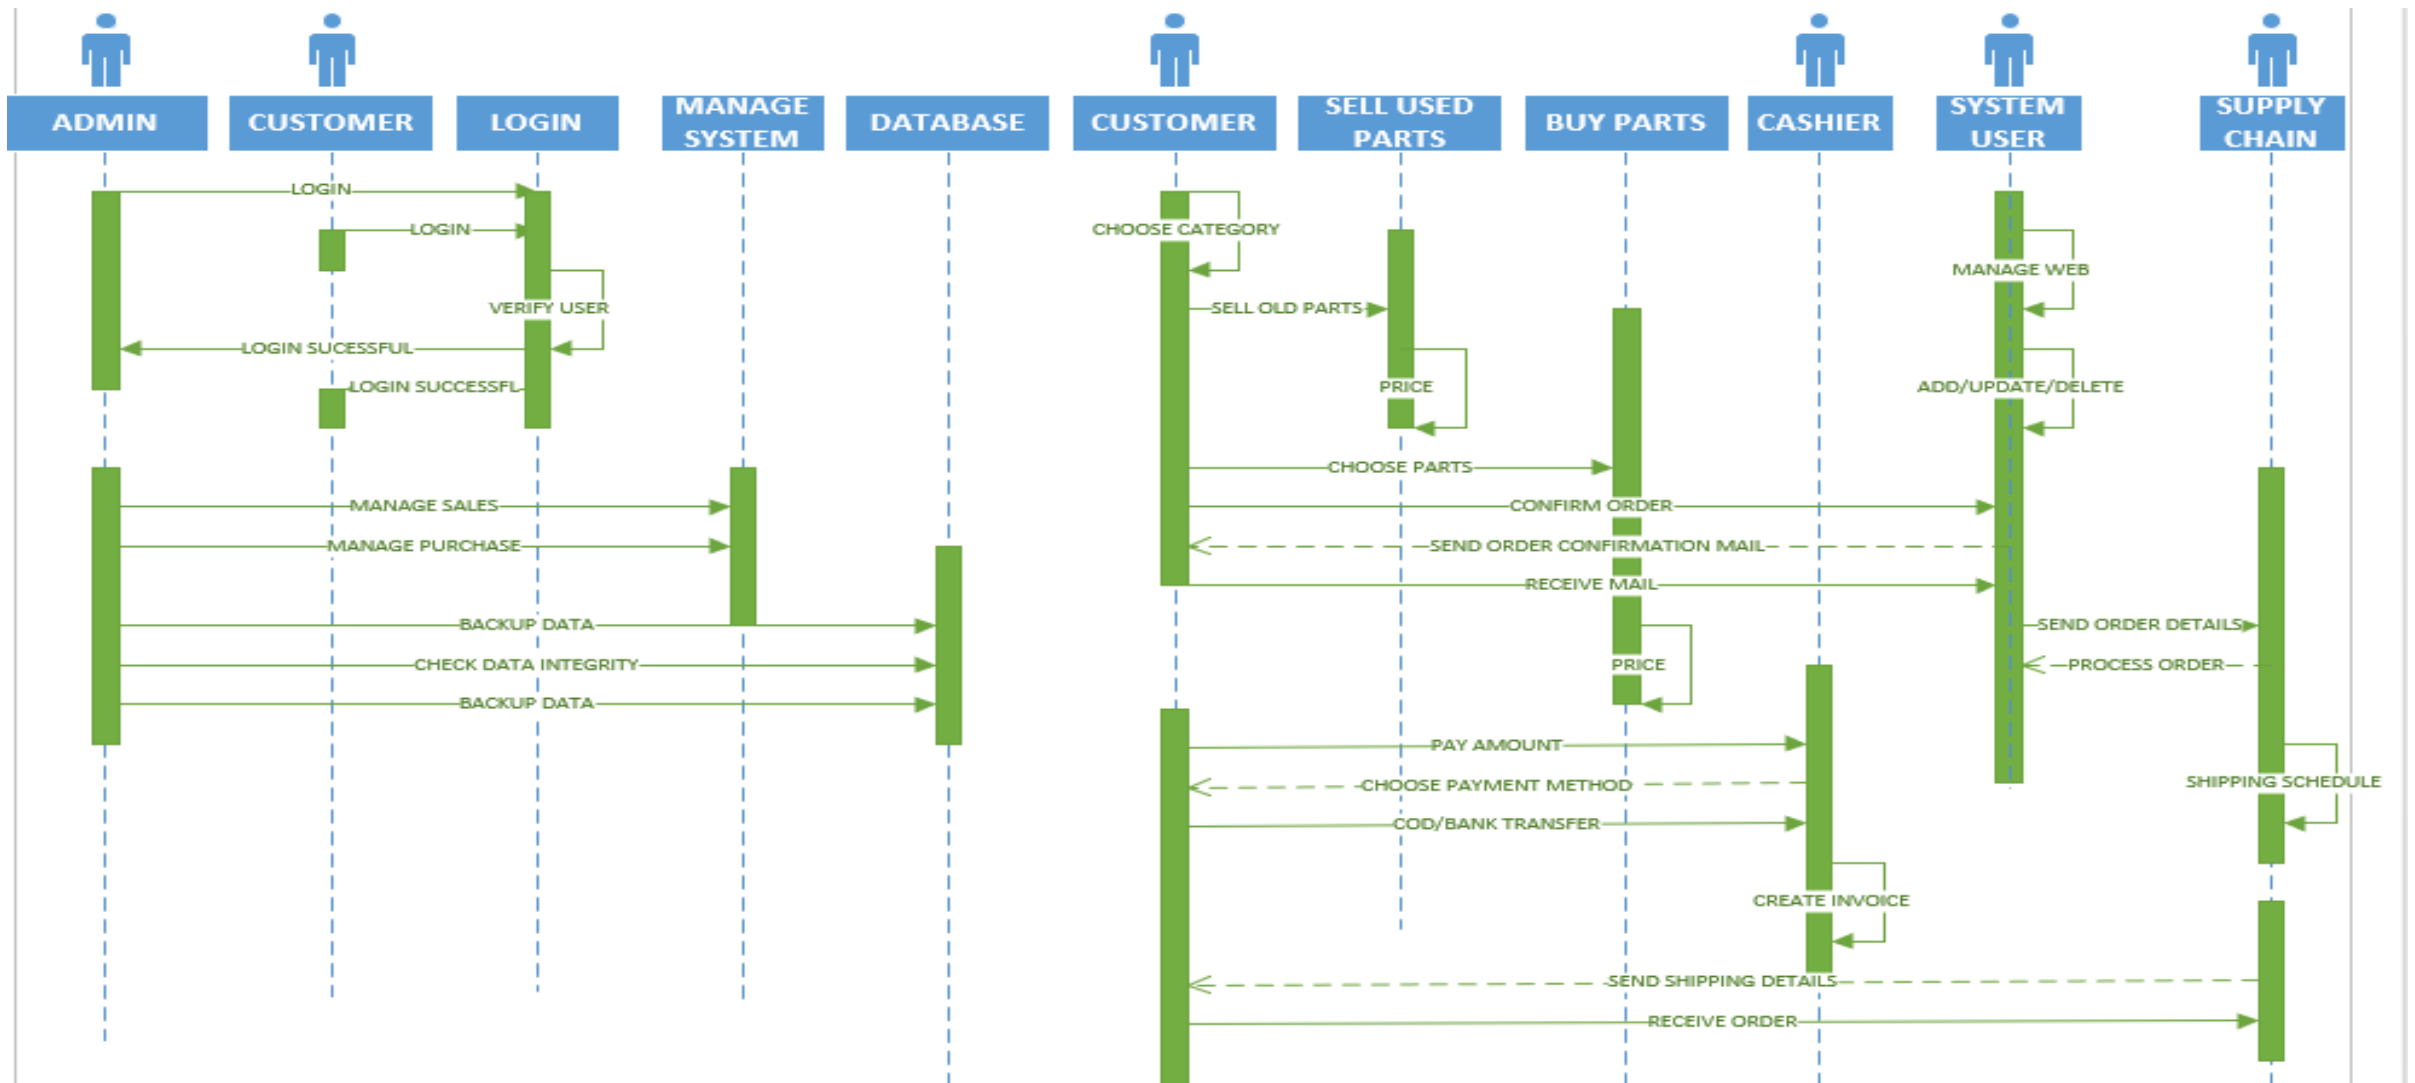 ADMIN
CUSTOMER
LOGIN
MANAGE
SYSTEM
DATABASE
CUSTOMER
SELL USED
PARTS
BUY PARTS
CASHIER
SYSTEM
USER
SUPPLY
CHAIN
LOGIN
LOGIN
VERIFY USER
LOGIN SUCESSFUL
LOGIN SUCCESSFL
MANAGE SALES
MANAGE PURCHASE
BACKUP DATA
CHECK DATA INTEGRITY
BACKUP DATA
CHOOSE CATEGORY
MANAGE WEB
SELL OLD PARTS
PRICE
ADD/UPDATE/DELETE
CHOOSE PARTS
CONFIRM ORDER
SEND ORDER CONFIRMATION MAIL
RECEIVE MAIL
SEND ORDER DETAILS
PRICE
PROCESS ORDER
PAY AMOUNT
CHOOSE PAYMENT METHOD
SHIPPING SCHEDULE
COD/BANK TRANSFER
CREATE INVOICE
SEND SHIPPING DETAILS
RECEIVE ORDER